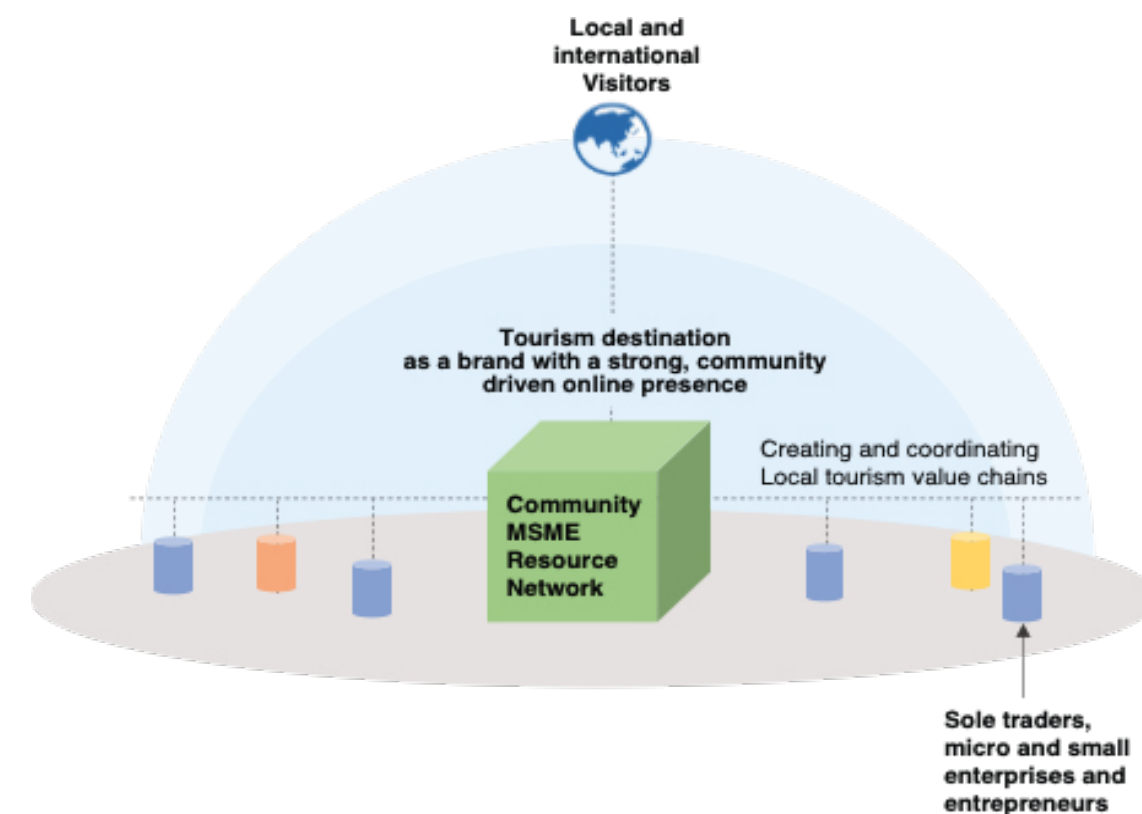 Local and
international
Visitors
Tourism destination
as a brand with a strong, community
driven online presence
Creating and coordinating
Local tourism value chains
Community
MSME
Resource
Network
Sole traders,
micro and small
enterprises and
entrepreneurs